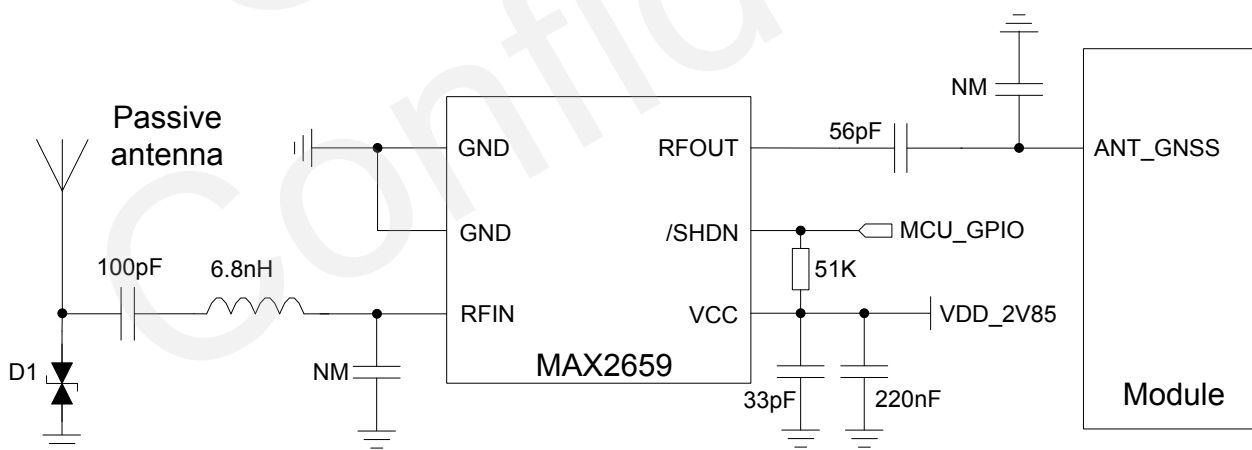 Confid
Passive
antenna
100pF
6.8nH
D1
NM
GND
GND
RFIN
RFOUT
/SHDN
VCC
MAX2659
56pF
NM
MCU_GPIO
51K
VDD_2V85
33pF
220nF
ANT_GNSS
Module